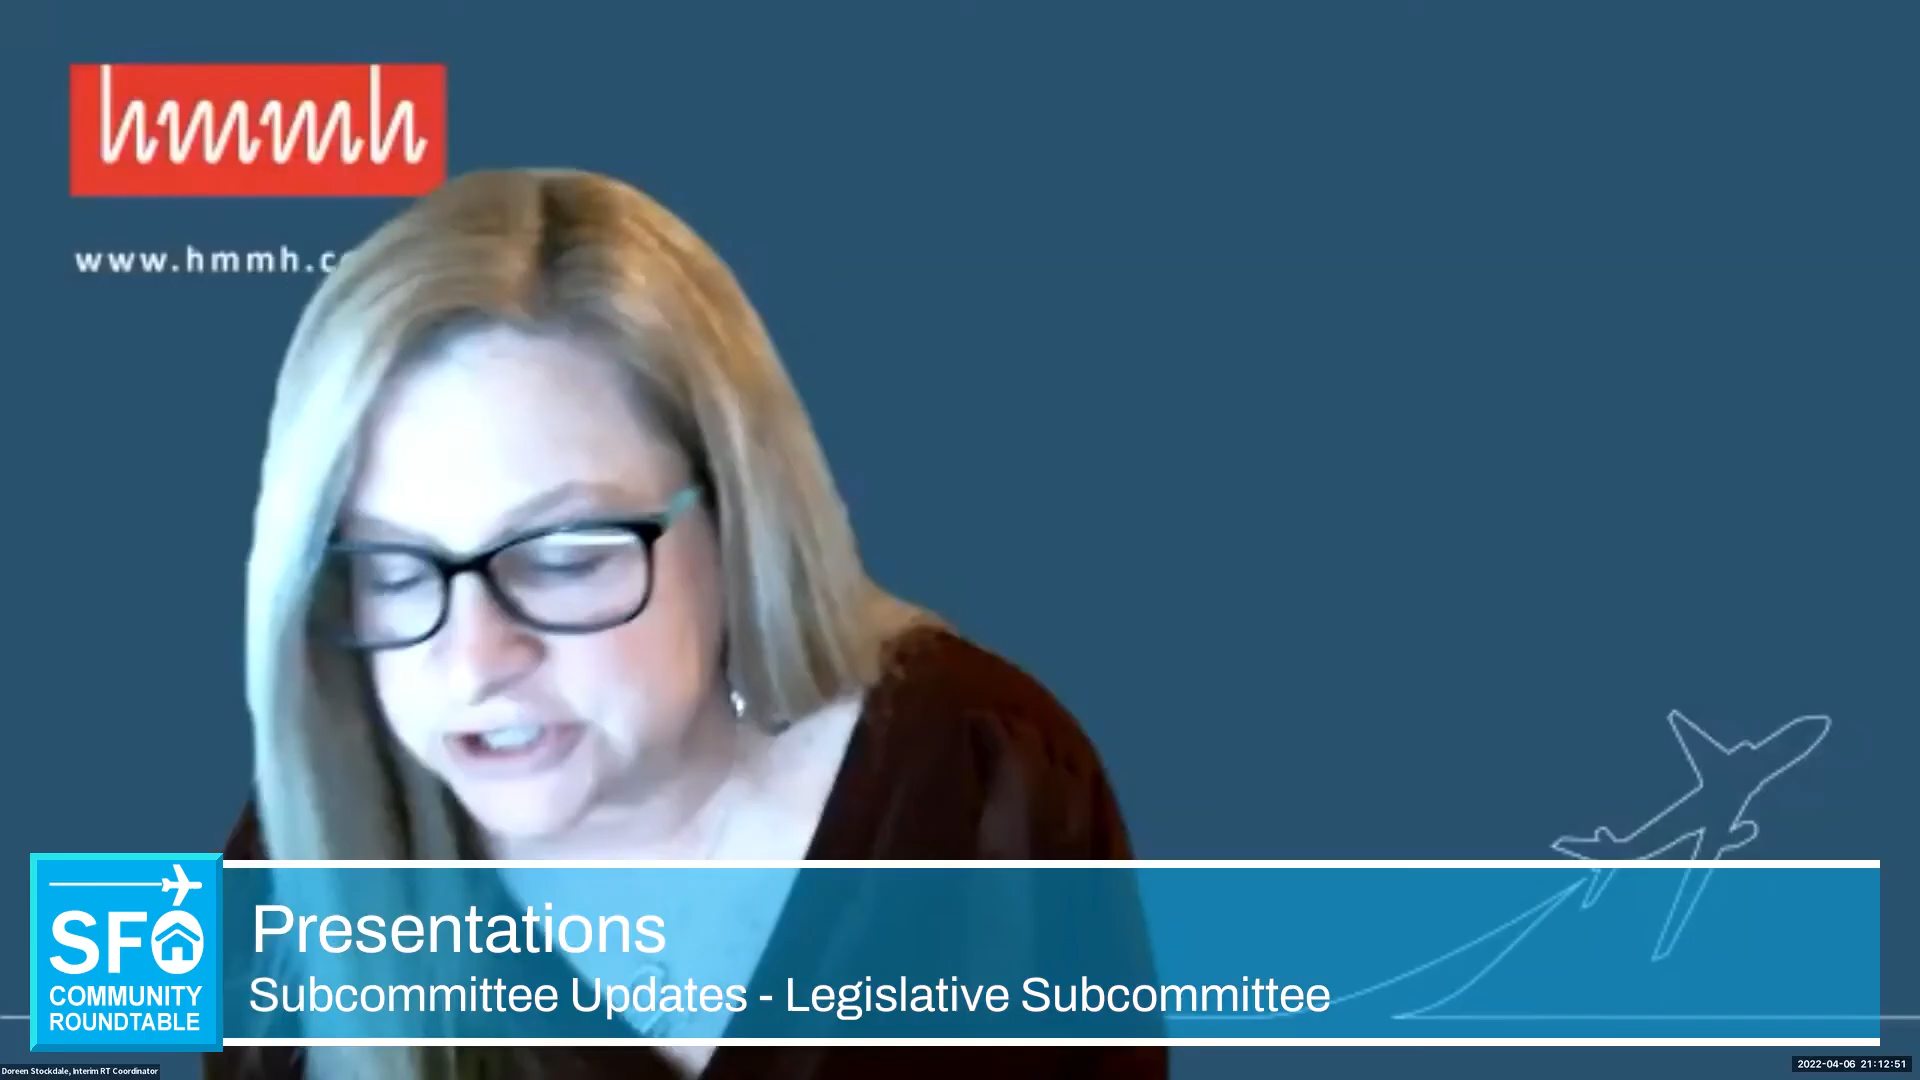 hmmh
www.hmmh.c
Presentations
Subcommittee Updates - Legislative Subcommittee
SFO
COMMUNITY
ROUNDTABLE
Doreen Stockdale, Interim RT Coordinator
2022-04-06 21:12:51